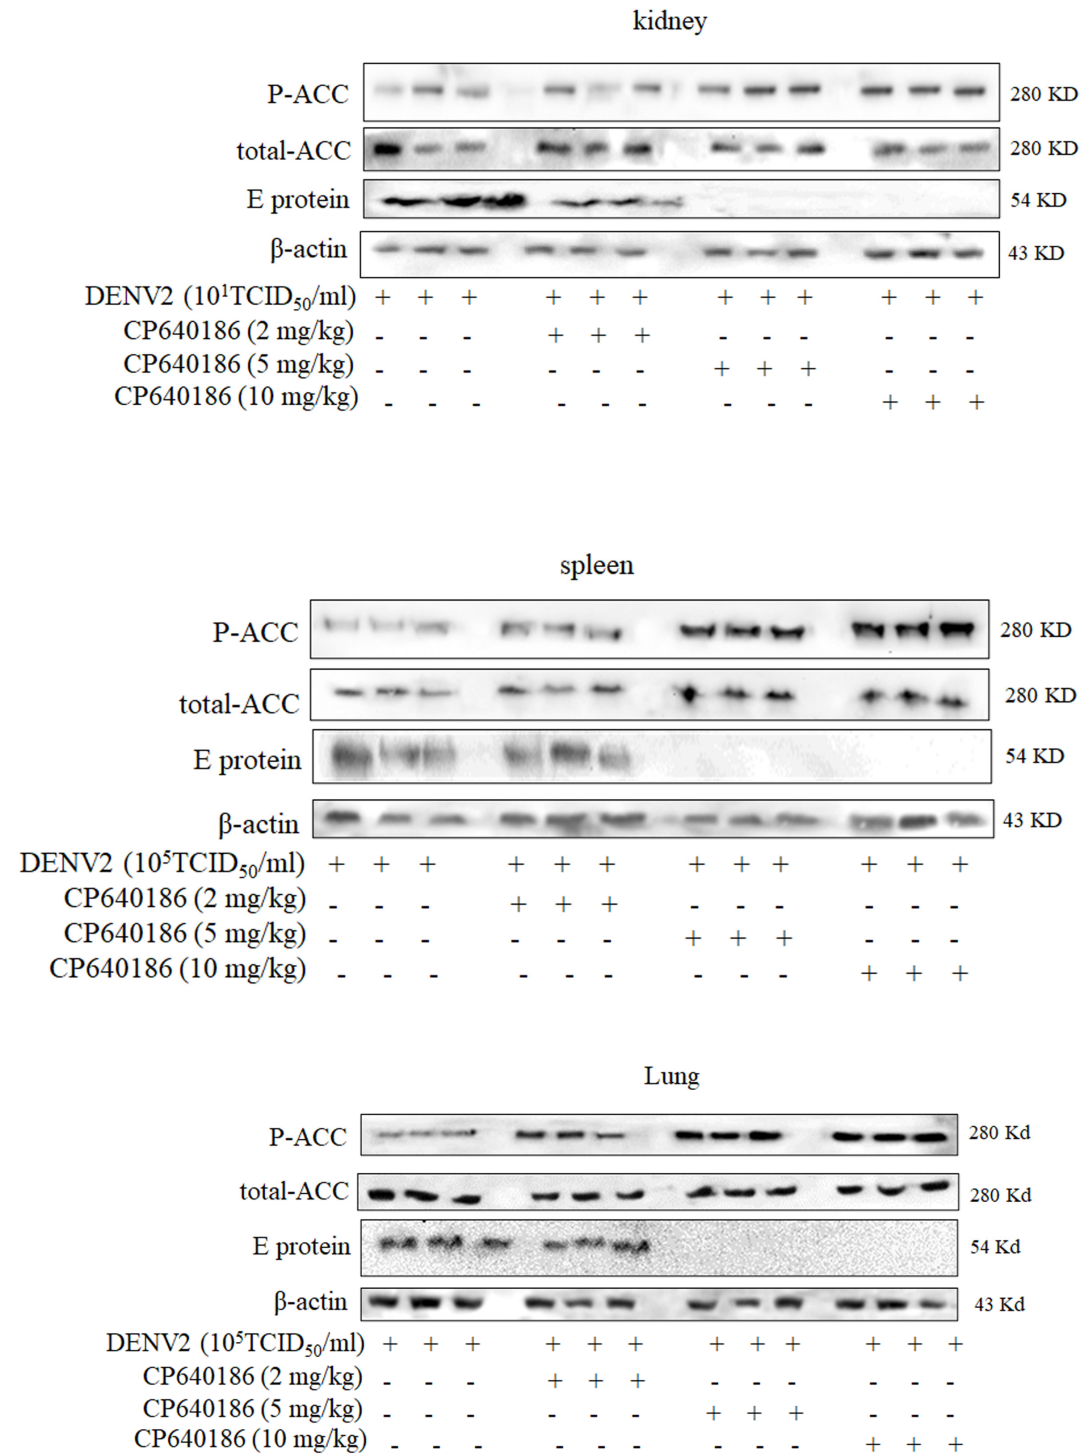 kidney
P-ACC 280 KD
total-ACC 280 KD
E protein 54 KD
β-actin 43 KD
DENV2 (10¹TCID₅₀/ml) + + + + + + + + + + + +
CP640186 (2 mg/kg) - - - + + + - - - - - -
CP640186 (5 mg/kg) - - - - - - + + + - - -
CP640186 (10 mg/kg) - - - - - - - - - + + +
spleen
P-ACC 280 KD
total-ACC 280 KD
E protein 54 KD
β-actin 43 KD
DENV2 (10⁵TCID₅₀/ml) + + + + + + + + + + + +
CP640186 (2 mg/kg) - - - + + + - - - - - -
CP640186 (5 mg/kg) - - - - - - + + + - - -
CP640186 (10 mg/kg) - - - - - - - - - + + +
Lung
P-ACC 280 Kd
total-ACC 280 Kd
E protein 54 Kd
β-actin 43 Kd
DENV2 (10⁵TCID₅₀/ml) + + + + + + + + + + + +
CP640186 (2 mg/kg) - - - + + + - - - - - -
CP640186 (5 mg/kg) - - - - - - + + + - - -
CP640186 (10 mg/kg) - - - - - - - - - + + +